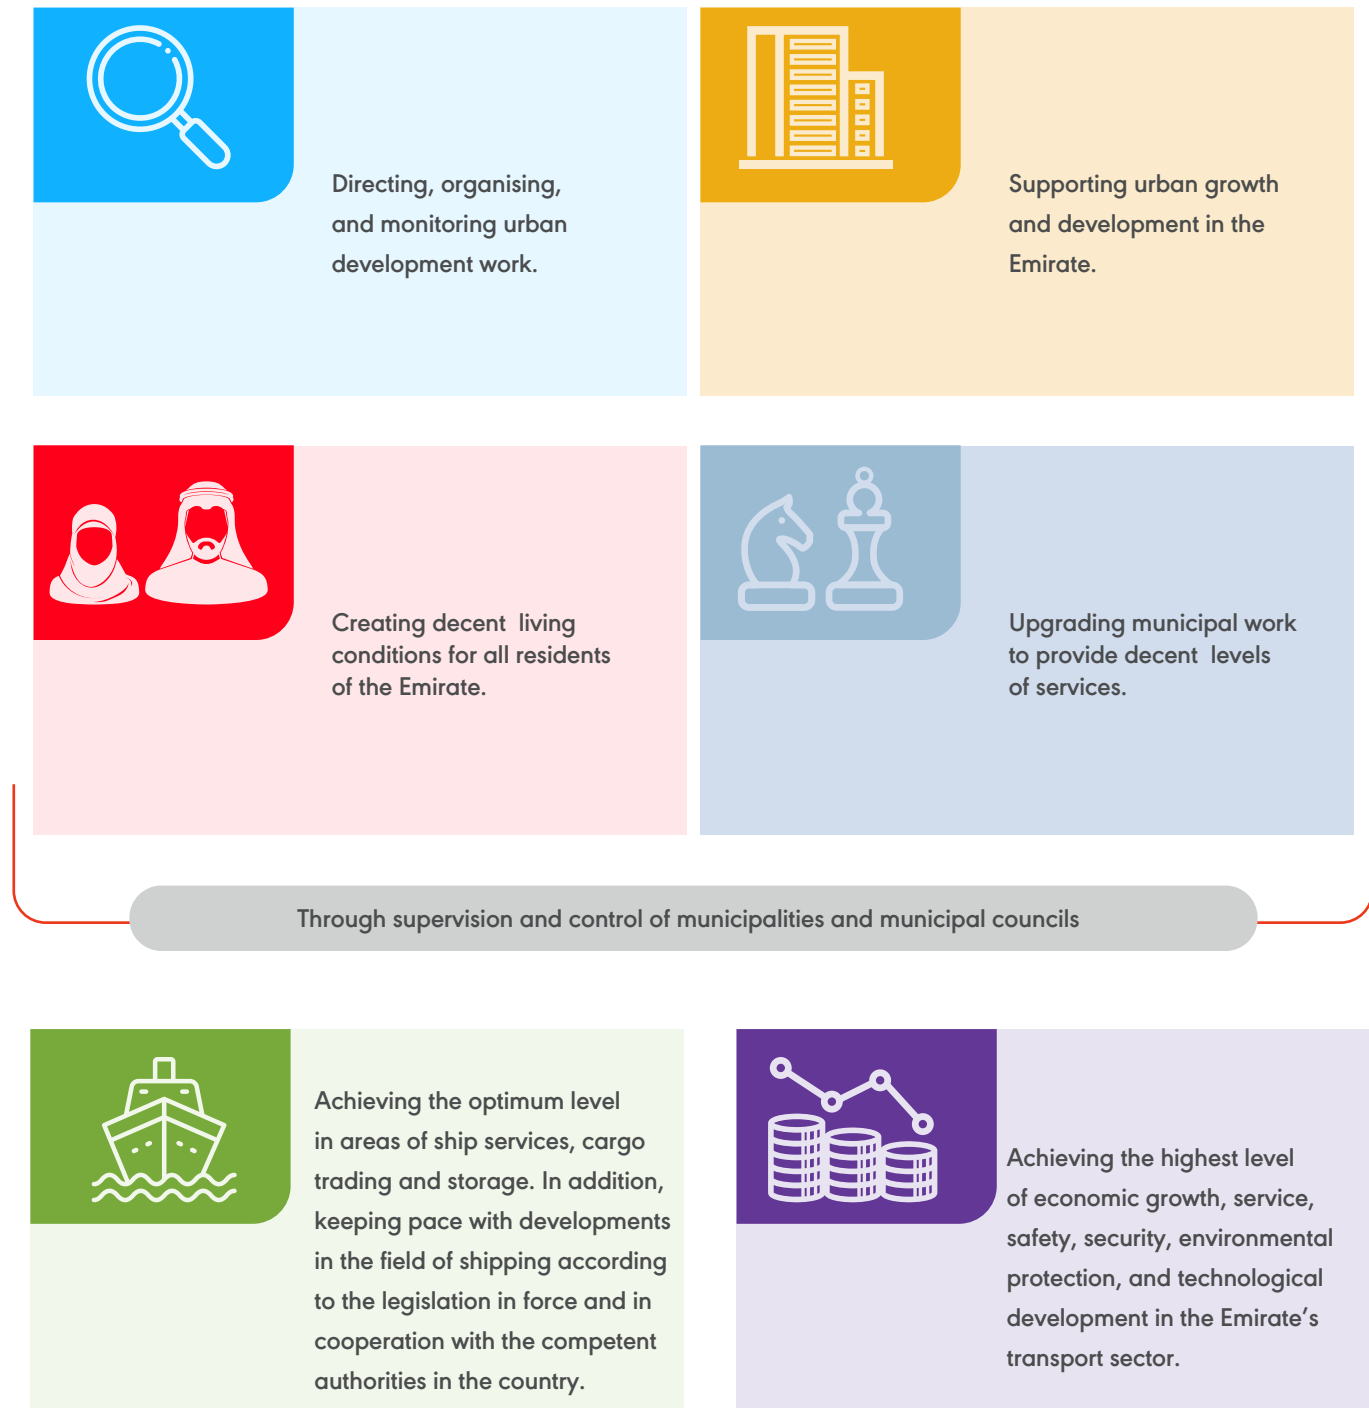 Directing, organising,
and monitoring urban
development work.
Supporting urban growth
and development in the
Emirate.
Creating decent living
conditions for all residents
of the Emirate.
Upgrading municipal work
to provide decent levels
of services.
Through supervision and control of municipalities and municipal councils
Achieving the optimum level
in areas of ship services, cargo
trading and storage. In addition,
keeping pace with developments
in the field of shipping according
to the legislation in force and in
cooperation with the competent
authorities in the country.
Achieving the highest level
of economic growth, service,
safety, security, environmental
protection, and technological
development in the Emirate's
transport sector.